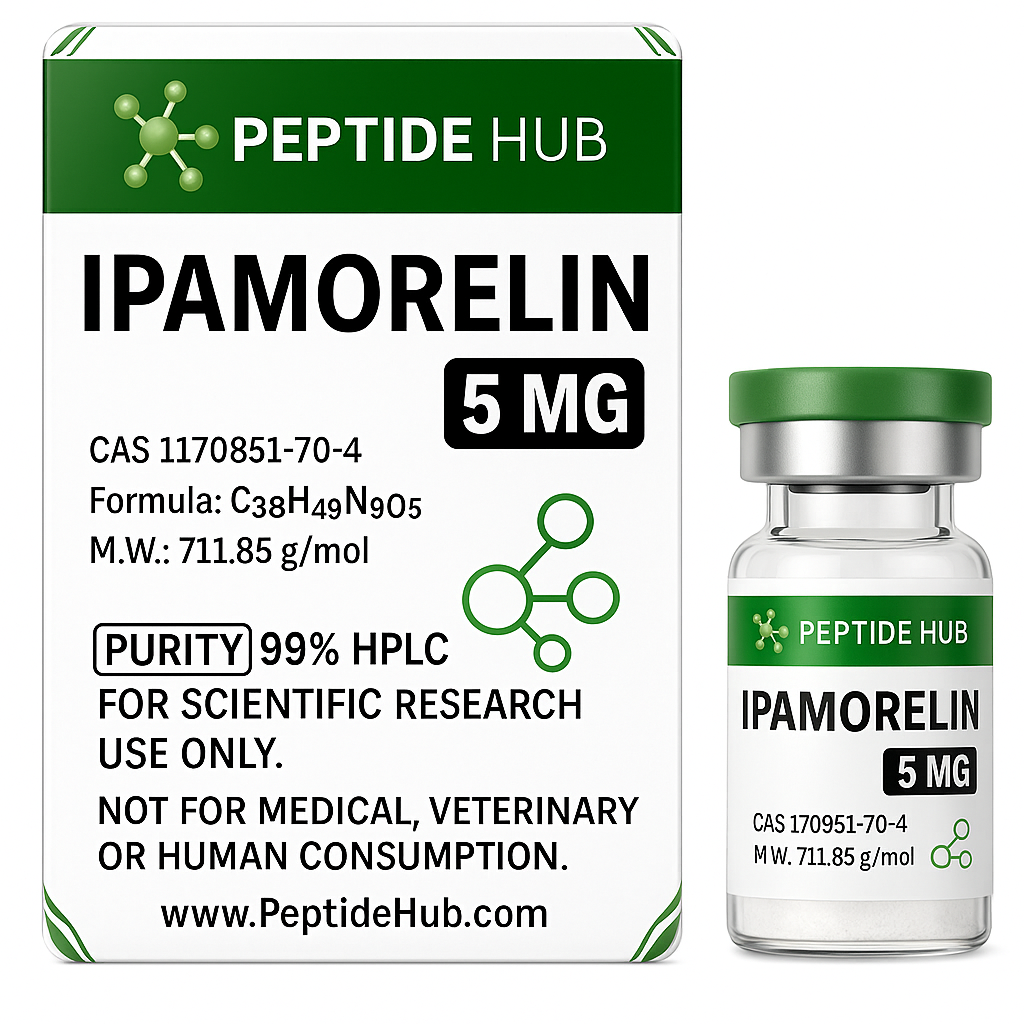 PEPTIDE HUB
IPAMORELIN
5 MG
CAS 1170851-70-4
Formula: C₃₈H₄₉N₉O₅
M.W.: 711.85 g/mol
PURITY 99% HPLC
FOR SCIENTIFIC RESEARCH
USE ONLY.
NOT FOR MEDICAL, VETERINARY
OR HUMAN CONSUMPTION.
www.PeptideHub.com
PEPTIDE HUB
IPAMORELIN
5 MG
CAS 170951-70-4
M W. 711.85 g/mol